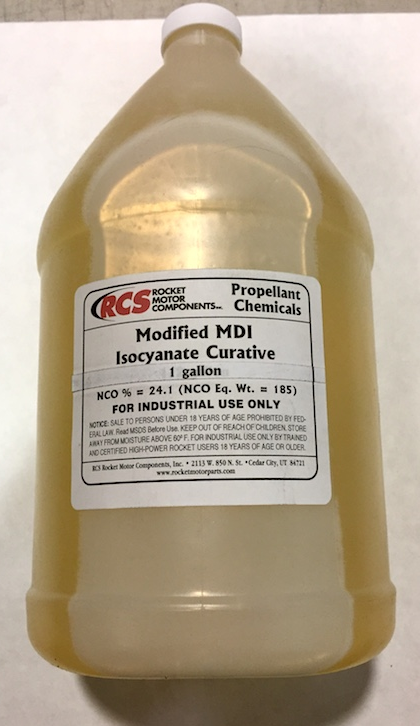 RCS ROCKET MOTOR COMPONENTS INC. Propellant Chemicals
Modified MDI
Isocyanate Curative
1 gallon
NCO % = 24.1 (NCO Eq. Wt. = 185)
FOR INDUSTRIAL USE ONLY
NOTICE: SALE TO PERSONS UNDER 18 YEARS OF AGE PROHIBITED BY FED-
ERAL LAW. Read MSDS Before Use. KEEP OUT OF REACH OF CHILDREN. STORE
AWAY FROM MOISTURE ABOVE 60°F. FOR INDUSTRIAL USE ONLY BY TRAINED
AND CERTIFIED HIGH-POWER ROCKET USERS 18 YEARS OF AGE OR OLDER.
RCS Rocket Motor Components, Inc. • 2113 W. 850 N. St. • Cedar City, UT 84721
www.rocketmotorparts.com